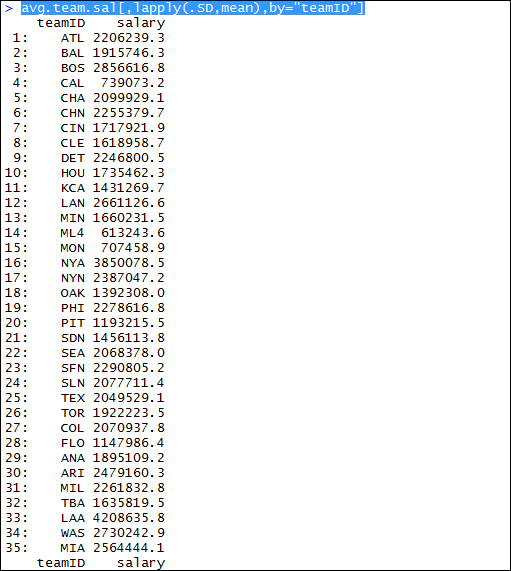 > avg.team.sal[,lapply(.SD,mean),by="teamID"]
    teamID    salary
 1:    ATL 2206239.3
 2:    BAL 1915746.3
 3:    BOS 2856616.8
 4:    CAL  739073.2
 5:    CHA 2099929.1
 6:    CHN 2255379.7
 7:    CIN 1717921.9
 8:    CLE 1618958.7
 9:    DET 2246800.5
10:    HOU 1735462.3
11:    KCA 1431269.7
12:    LAN 2661126.6
13:    MIN 1660231.5
14:    ML4  613243.6
15:    MON  707458.9
16:    NYA 3850078.5
17:    NYN 2387047.2
18:    OAK 1392308.0
19:    PHI 2278616.8
20:    PIT 1193215.5
21:    SDN 1456113.8
22:    SEA 2068378.0
23:    SFN 2290805.2
24:    SLN 2077711.4
25:    TEX 2049529.1
26:    TOR 1922223.5
27:    COL 2070937.8
28:    FLO 1147986.4
29:    ANA 1895109.2
30:    ARI 2479160.3
31:    MIL 2261832.8
32:    TBA 1635819.5
33:    LAA 4208635.8
34:    WAS 2730242.9
35:    MIA 2564444.1
    teamID    salary